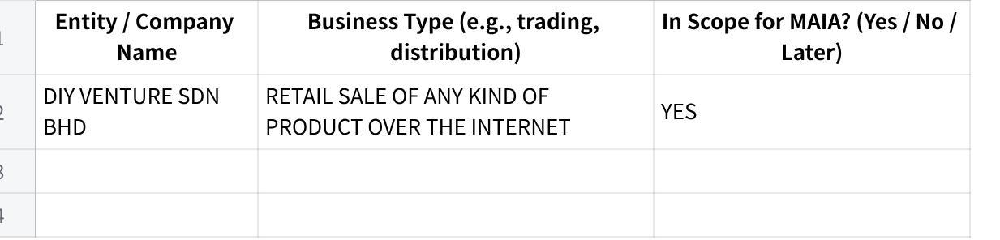 1
Entity / Company
Name
Business Type (e.g., trading,
distribution)
In Scope for MAIA? (Yes / No /
Later)
2
DIY VENTURE SDN
BHD
RETAIL SALE OF ANY KIND OF
PRODUCT OVER THE INTERNET
YES
3
4